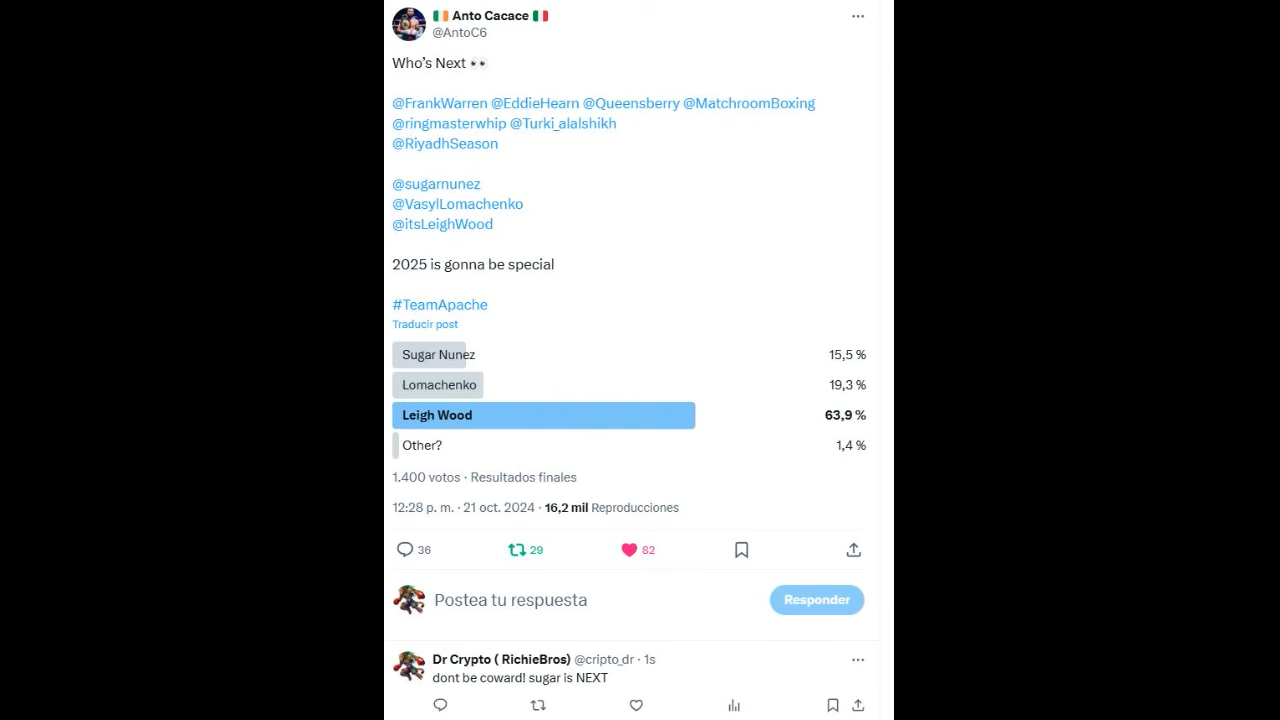 Anto Cacace
@AntoC6
Who's Next 👀
@FrankWarren @EddieHearn @Queensberry @MatchroomBoxing
@ringmasterwhip @Turki_alalshikh
@RiyadhSeason
@sugarnunez
@VasylLomachenko
@itsLeighWood
2025 is gonna be special
#TeamApache
Traducir post
Sugar Nunez 15,5 %
Lomachenko 19,3 %
Leigh Wood 63,9 %
Other? 1,4 %
1.400 votos · Resultados finales
12:28 p. m. · 21 oct. 2024 · 16,2 mil Reproducciones
36 29 82
Postea tu respuesta Responder
Dr Crypto ( RichieBros) @cripto_dr · 1s
dont be coward! sugar is NEXT